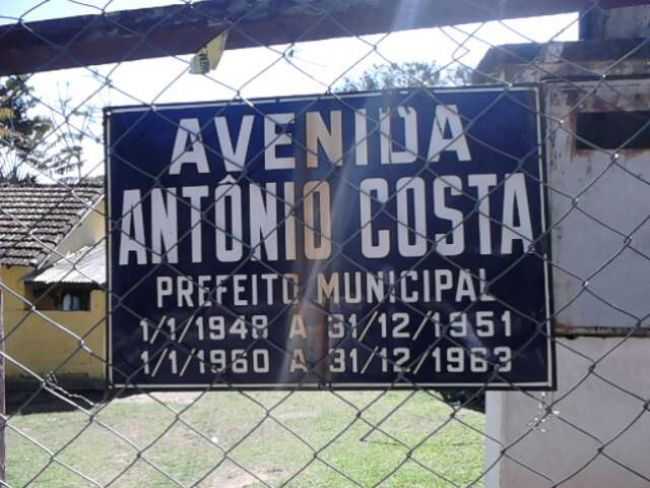 AVENIDA
ANTÔNIO COSTA
PREFEITO MUNICIPAL
1/1/1948 A 31/12/1951
1/1/1960 A 31/12/1963